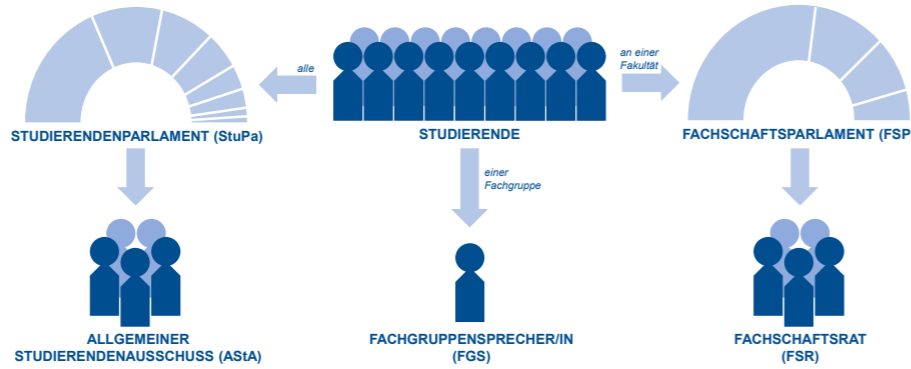 alle
an einer
Fakultät
STUDIERENDENPARLAMENT (StuPa)
STUDIERENDE
FACHSCHAFTSPARLAMENT (FSP
einer
Fachgruppe
ALLGEMEINER
STUDIERENDENAUSSCHUSS (AStA)
FACHGRUPPENSPRECHER/IN
(FGS)
FACHSCHAFTSRAT
(FSR)